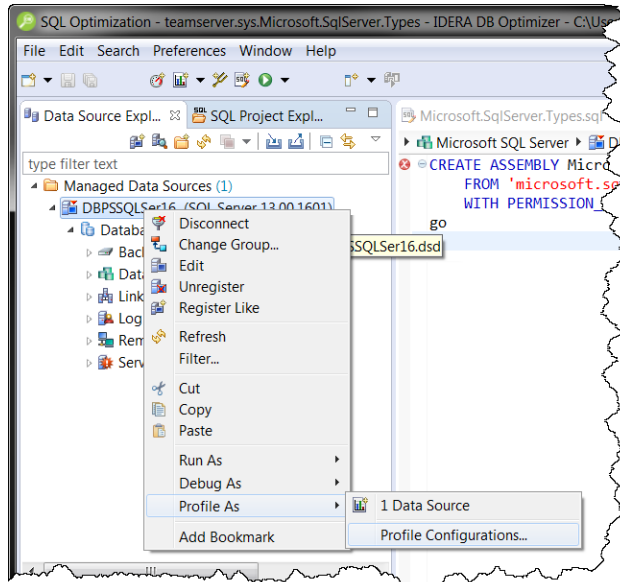 SQL Optimization - teamserver.sys.Microsoft.SqlServer.Types - IDERA DB Optimizer - C:\Use
File Edit Search Preferences Window Help
Data Source Expl... SQL Project Expl... Microsoft.SqlServer.Types.sql
type filter text
Microsoft SQL Server
Managed Data Sources (1)
DBPSSQLSer16 (SQL Server 13.00.1601)
CREATE ASSEMBLY Micro
FROM 'microsoft.se
WITH PERMISSION_
go
SSQLSer16.dsd
Databa
Bac
Data
Link
Log
Rem
Serv
Disconnect
Change Group...
Edit
Unregister
Register Like
Refresh
Filter...
Cut
Copy
Paste
Run As
Debug As
Profile As
Add Bookmark
1 Data Source
Profile Configurations...